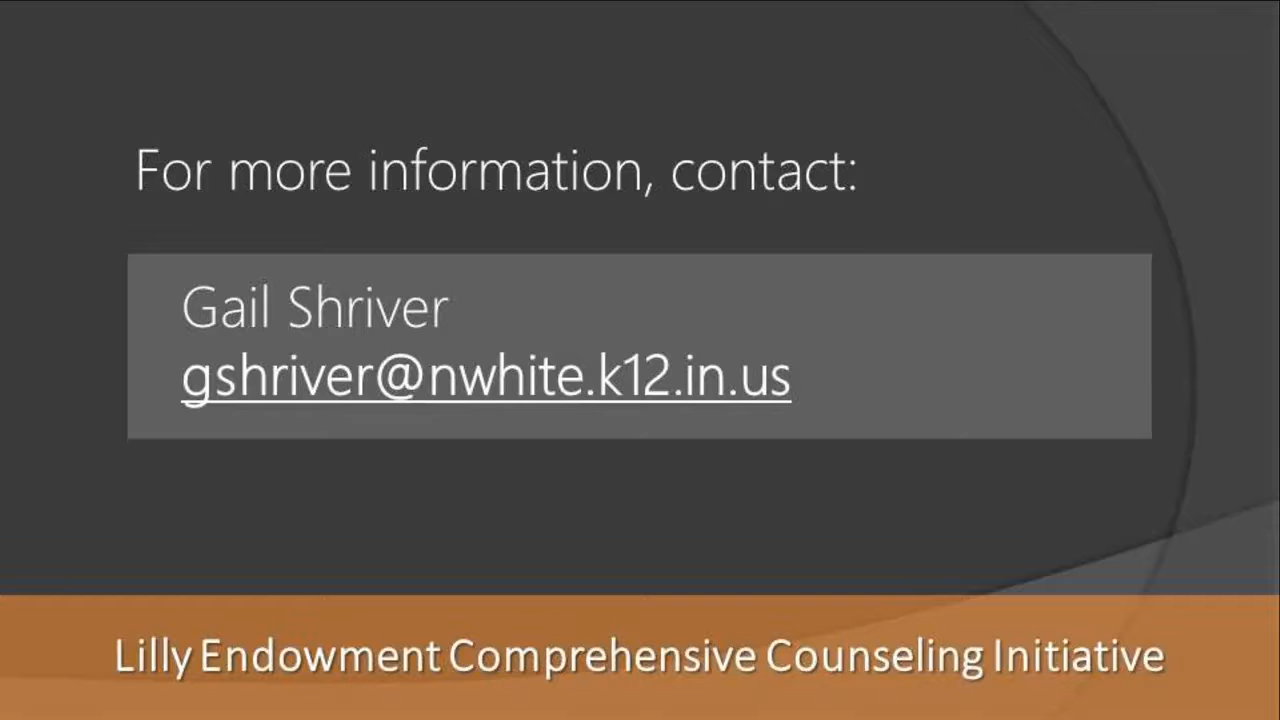 For more information, contact:
Gail Shriver
gshriver@nwhite.k12.in.us
Lilly Endowment Comprehensive Counseling Initiative